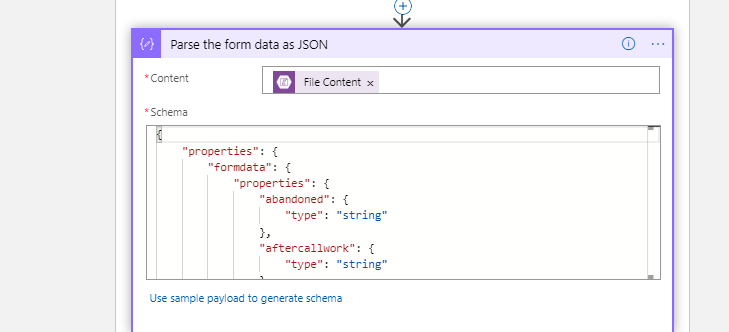 Parse the form data as JSON
*Content
File Content ×
*Schema
{
"properties": {
"formdata": {
"properties": {
"abandoned": {
"type": "string"
},
"aftercallwork": {
"type": "string"
Use sample payload to generate schema